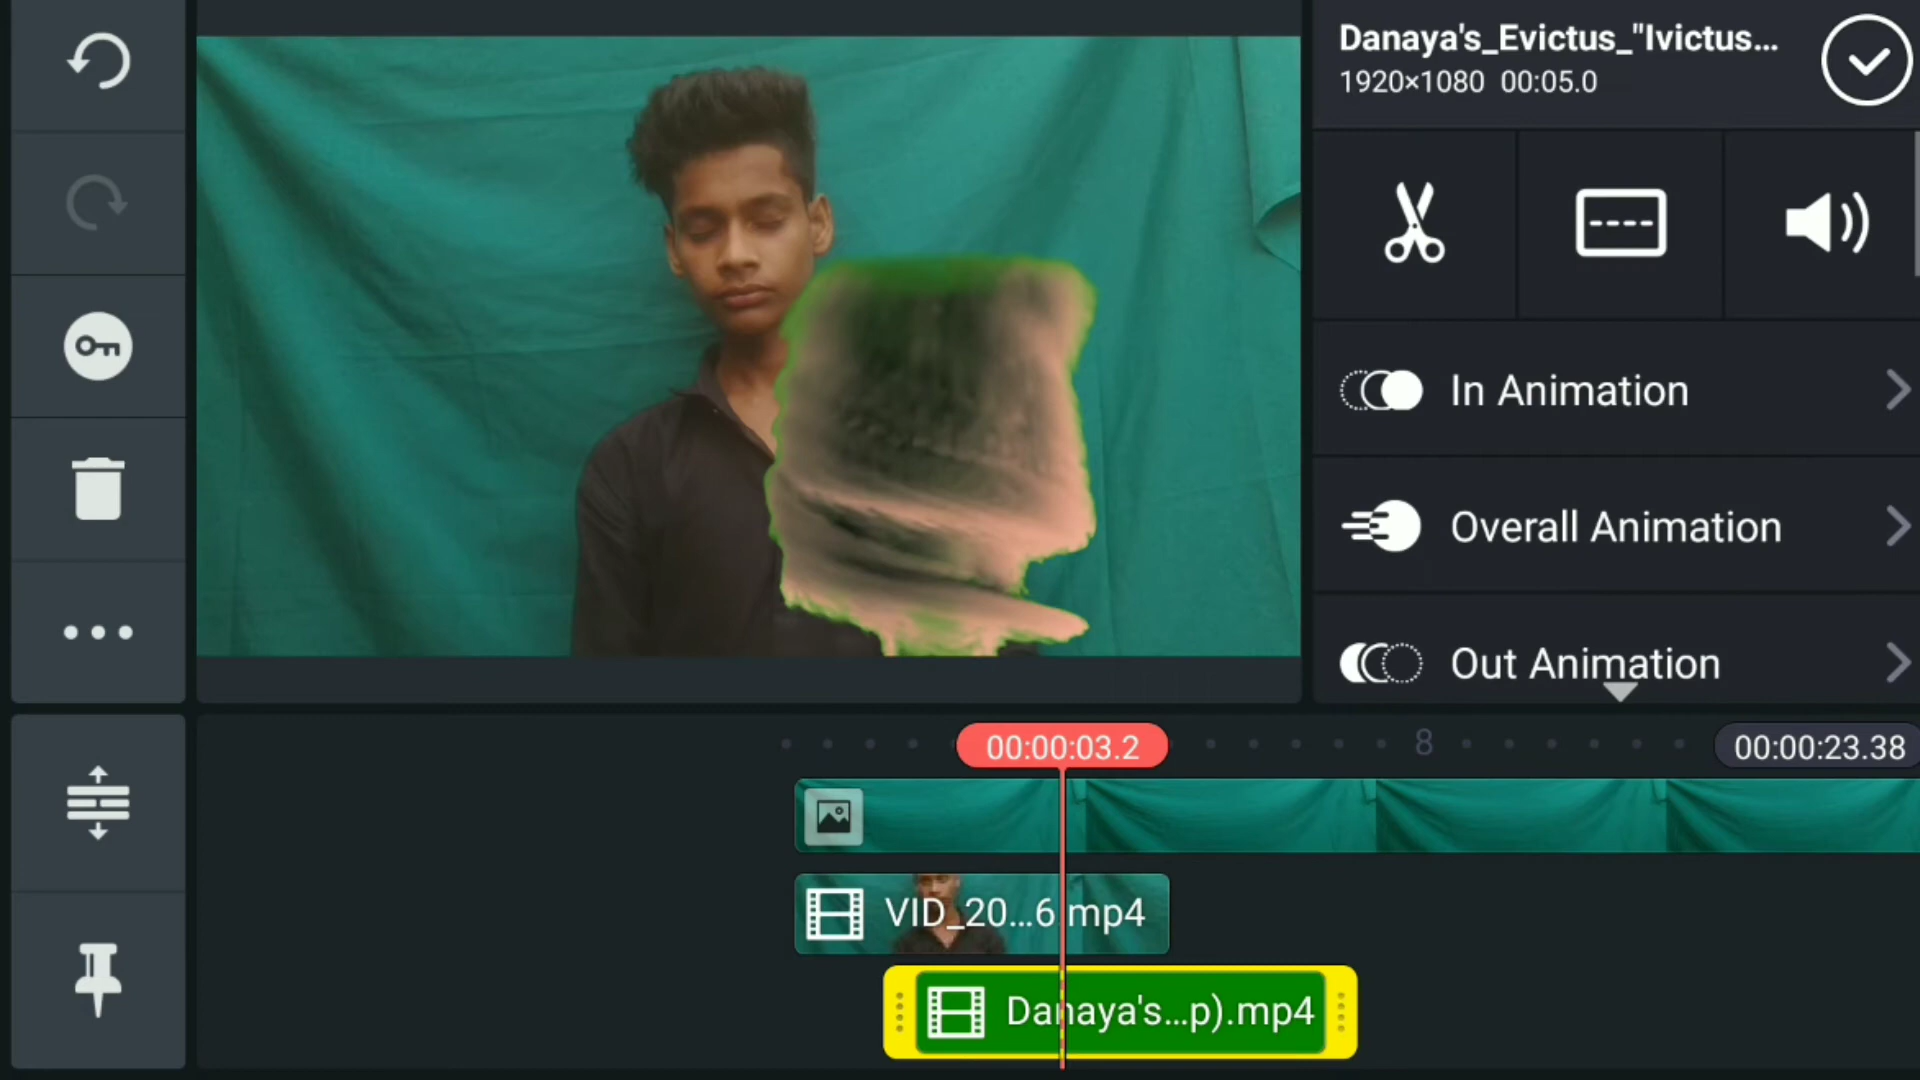 Danaya's_Evictus_"Ivictus...
1920×1080 00:05.0
In Animation
Overall Animation
Out Animation
00:00:03.2
8
00:00:23.38
VID_20...6.mp4
Danaya's...p).mp4